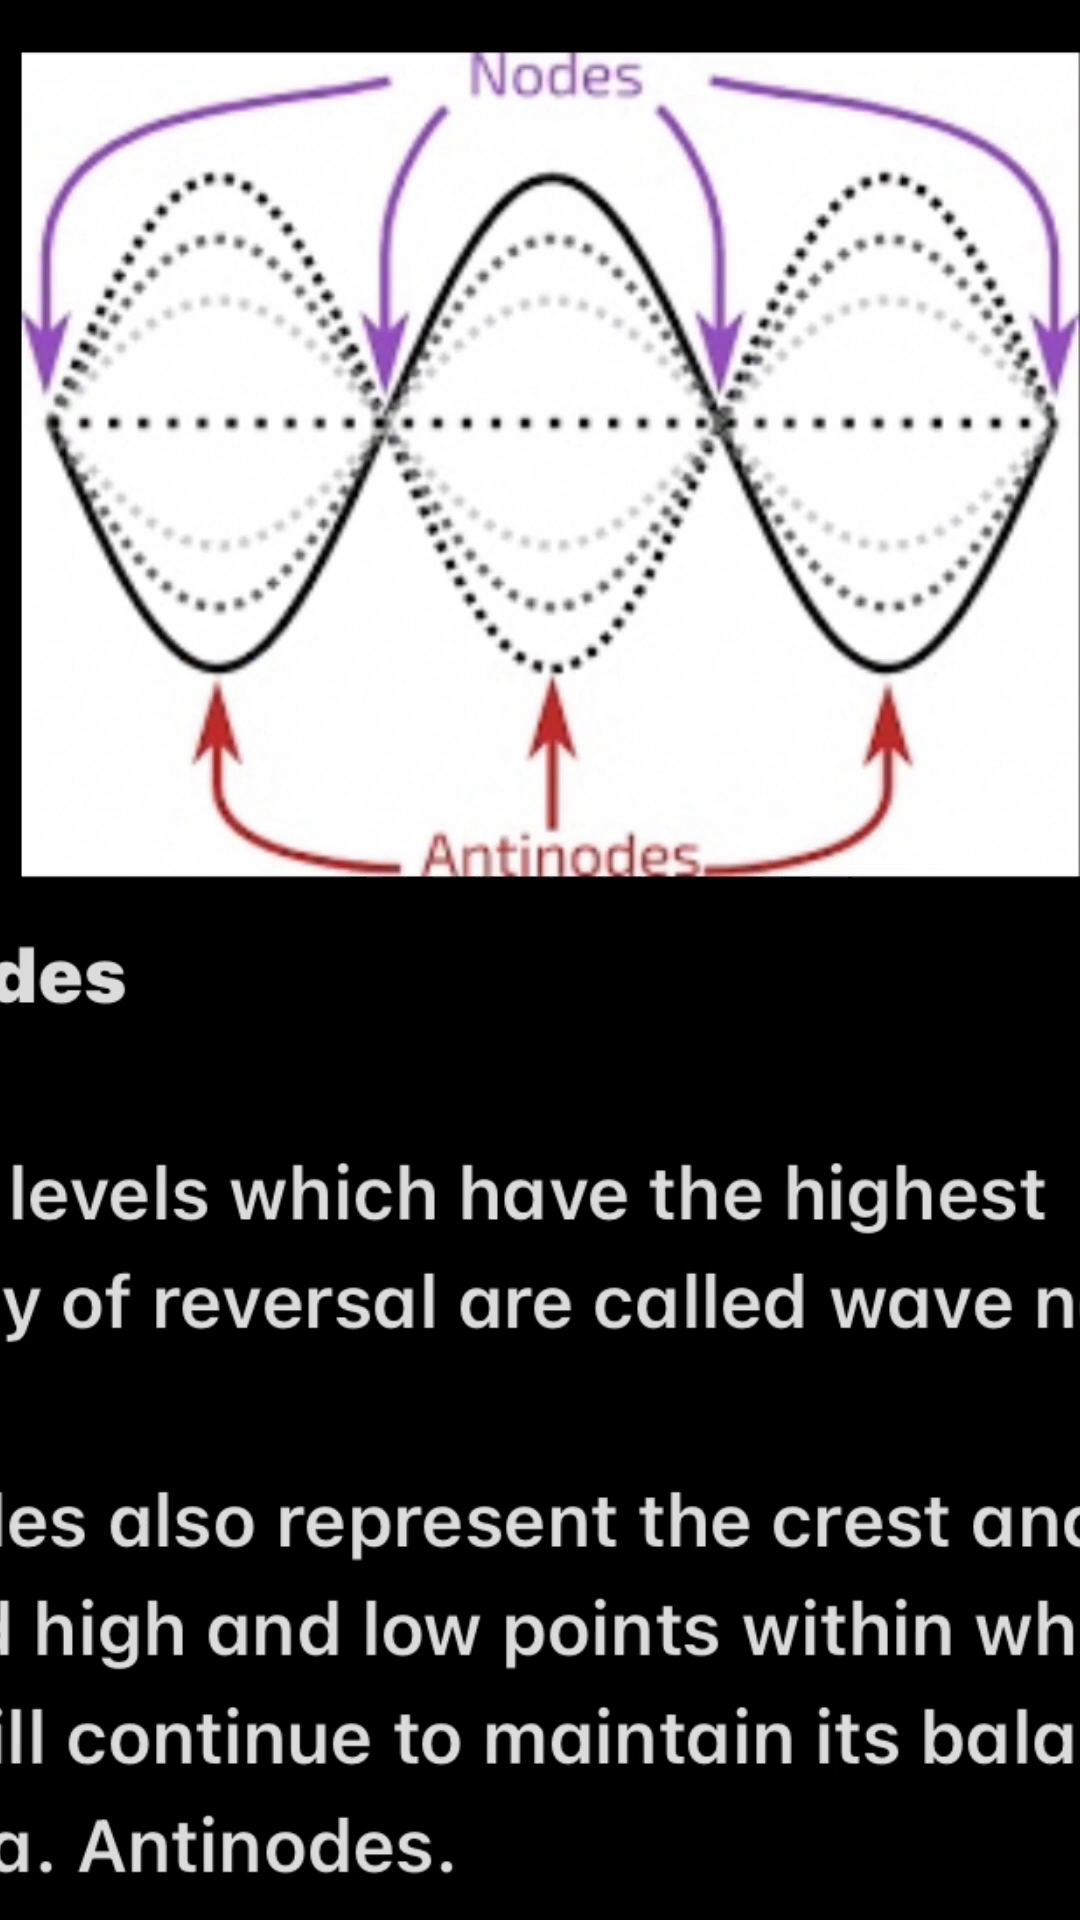 Nodes
Antinodes
des
levels which have the highest
y of reversal are called wave n
les also represent the crest and
d high and low points within wh
ill continue to maintain its bala
a. Antinodes.